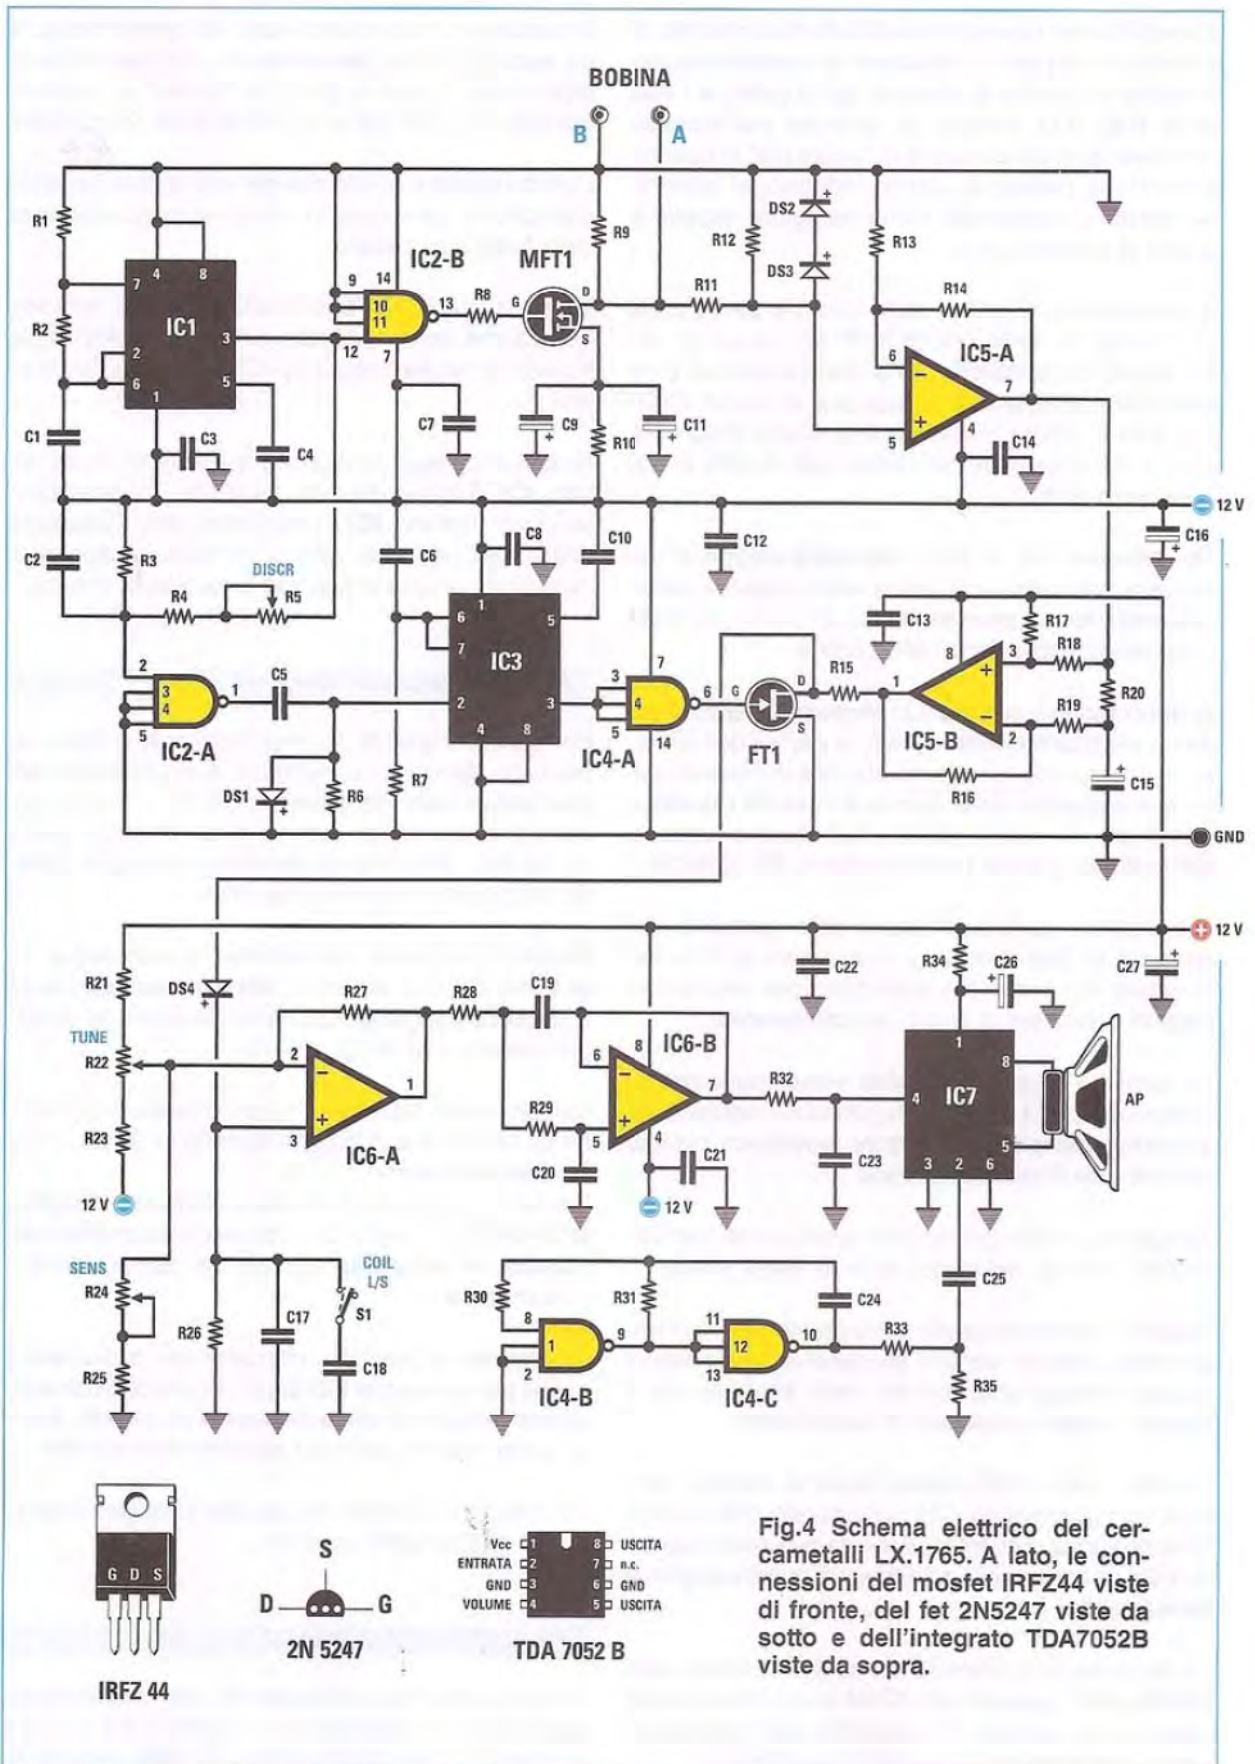 BOBINA
B A
R1
7
4 8
IC1
3
R2
2
6
5
1
C1
C3
C4
IC2-B
9
14
10
11
13
12
7
R8
MFT1
G
D
S
R9
R10
C7
C9
C11
R11
R12
DS2
DS3
R13
R14
6
IC5-A
7
5
4
C14
12 V
C16
C2
R3
DISCR
R4
R5
C6
C8
C10
C12
1
6
5
7
IC3
2
3
4 8
2
3
4
5
1
C5
IC2-A
DS1
R6
R7
3
7
4
6
5
14
IC4-A
G
D
S
FT1
R15
C13
8
3
1
2
IC5-B
R16
R17
R18
R19
R20
C15
GND
12 V
R21
TUNE
R22
R23
12 V
DS4
R27
2
1
3
IC6-A
R28
C19
R29
C20
IC6-B
6
8
7
5
4
C21
12 V
C22
R32
C23
R34
C26
C27
1
8
4
IC7
5
3 2 6
AP
SENS
R24
R25
R26
C17
COIL
L/S
S1
C18
R30
8
1
9
2
IC4-B
R31
11
12
10
13
IC4-C
C24
R33
C25
R35
G D S
IRFZ 44
S
D G
2N 5247
Vcc 1 8 USCITA
ENTRATA 2 7 n.c.
GND 3 6 GND
VOLUME 4 5 USCITA
TDA 7052 B
Fig.4 Schema elettrico del cer-
cametalli LX.1765. A lato, le con-
nessioni del mosfet IRFZ44 viste
di fronte, del fet 2N5247 viste da
sotto e dell'integrato TDA7052B
viste da sopra.